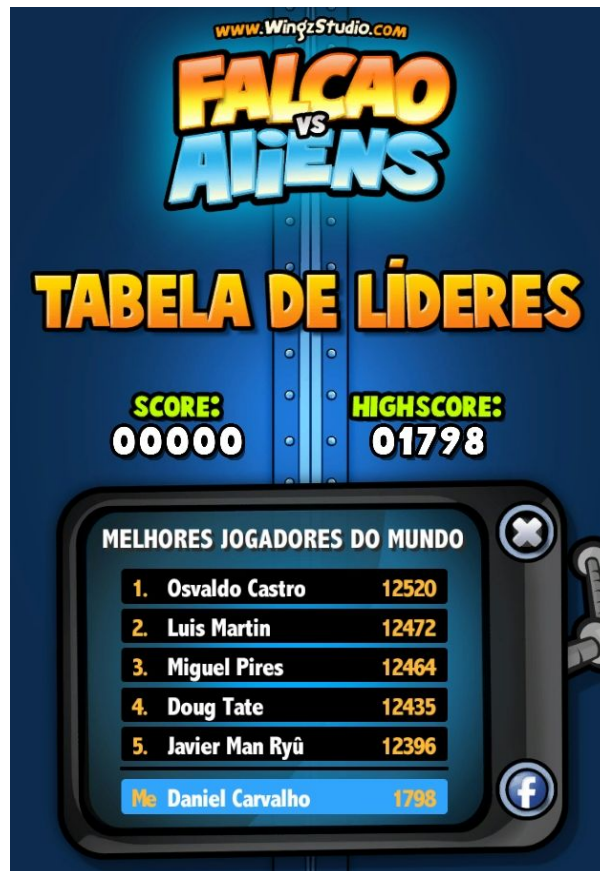 www.WingzStudio.com
FALCAO
VS
ALiENS
TABELA DE LÍDERES
SCORE: HIGHSCORE:
00000 01798
MELHORES JOGADORES DO MUNDO
1. Osvaldo Castro 12520
2. Luis Martin 12472
3. Miguel Pires 12464
4. Doug Tate 12435
5. Javier Man Ryû 12396
Me Daniel Carvalho 1798
f